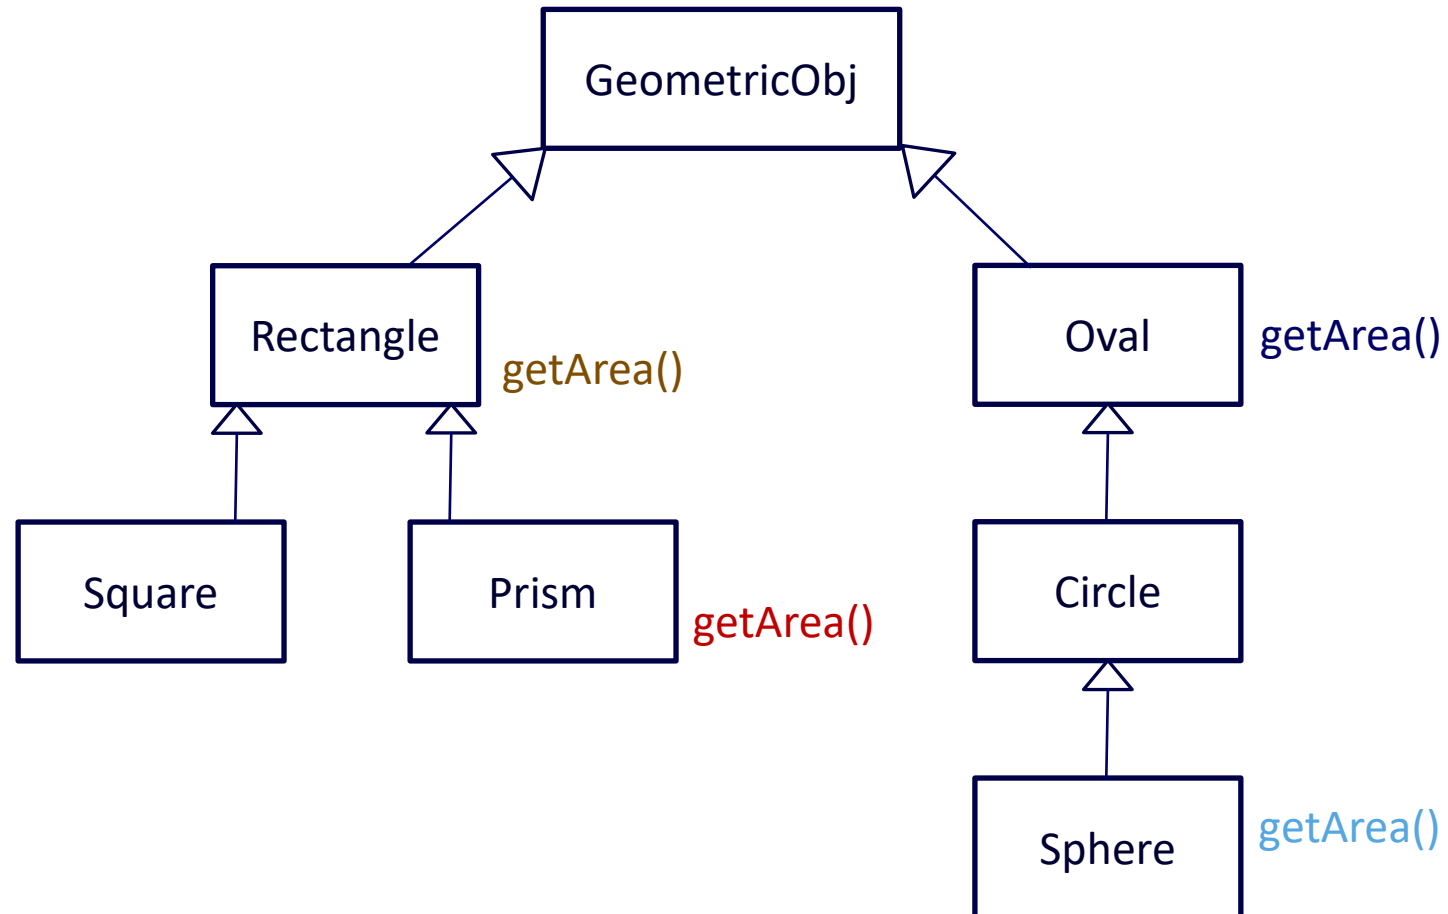 GeometricObj
Rectangle
getArea()
Oval
getArea()
Square
Prism
getArea()
Circle
Sphere
getArea()